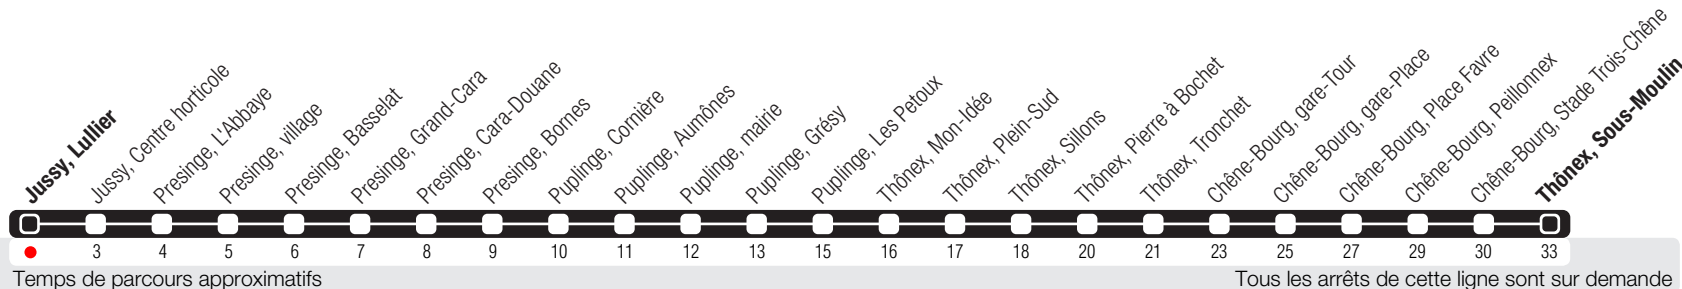 Jussy, Lullier
Jussy, Centre horticole
Presinge, L'Abbaye
Presinge, village
Presinge, Basselat
Presinge, Grand-Cara
Presinge, Cara-Douane
Presinge, Bornes
Puplinge, Cornière
Puplinge, Aumônes
Puplinge, mairie
Puplinge, Grésy
Puplinge, Les Petoux
Thônex, Mon-Idée
Thônex, Plein-Sud
Thônex, Sillons
Thônex, Pierre à Bochet
Thônex, Tronchet
Chêne-Bourg, gare-Tour
Chêne-Bourg, gare-Place
Chêne-Bourg, Place Favre
Chêne-Bourg, Peillonnex
Chêne-Bourg, Stade Trois-Chêne
Thônex, Sous-Moulin
3 4 5 6 7 8 9 10 11 12 13 15 16 17 18 20 21 23 25 27 29 30 33
Temps de parcours approximatifs
Tous les arrêts de cette ligne sont sur demande